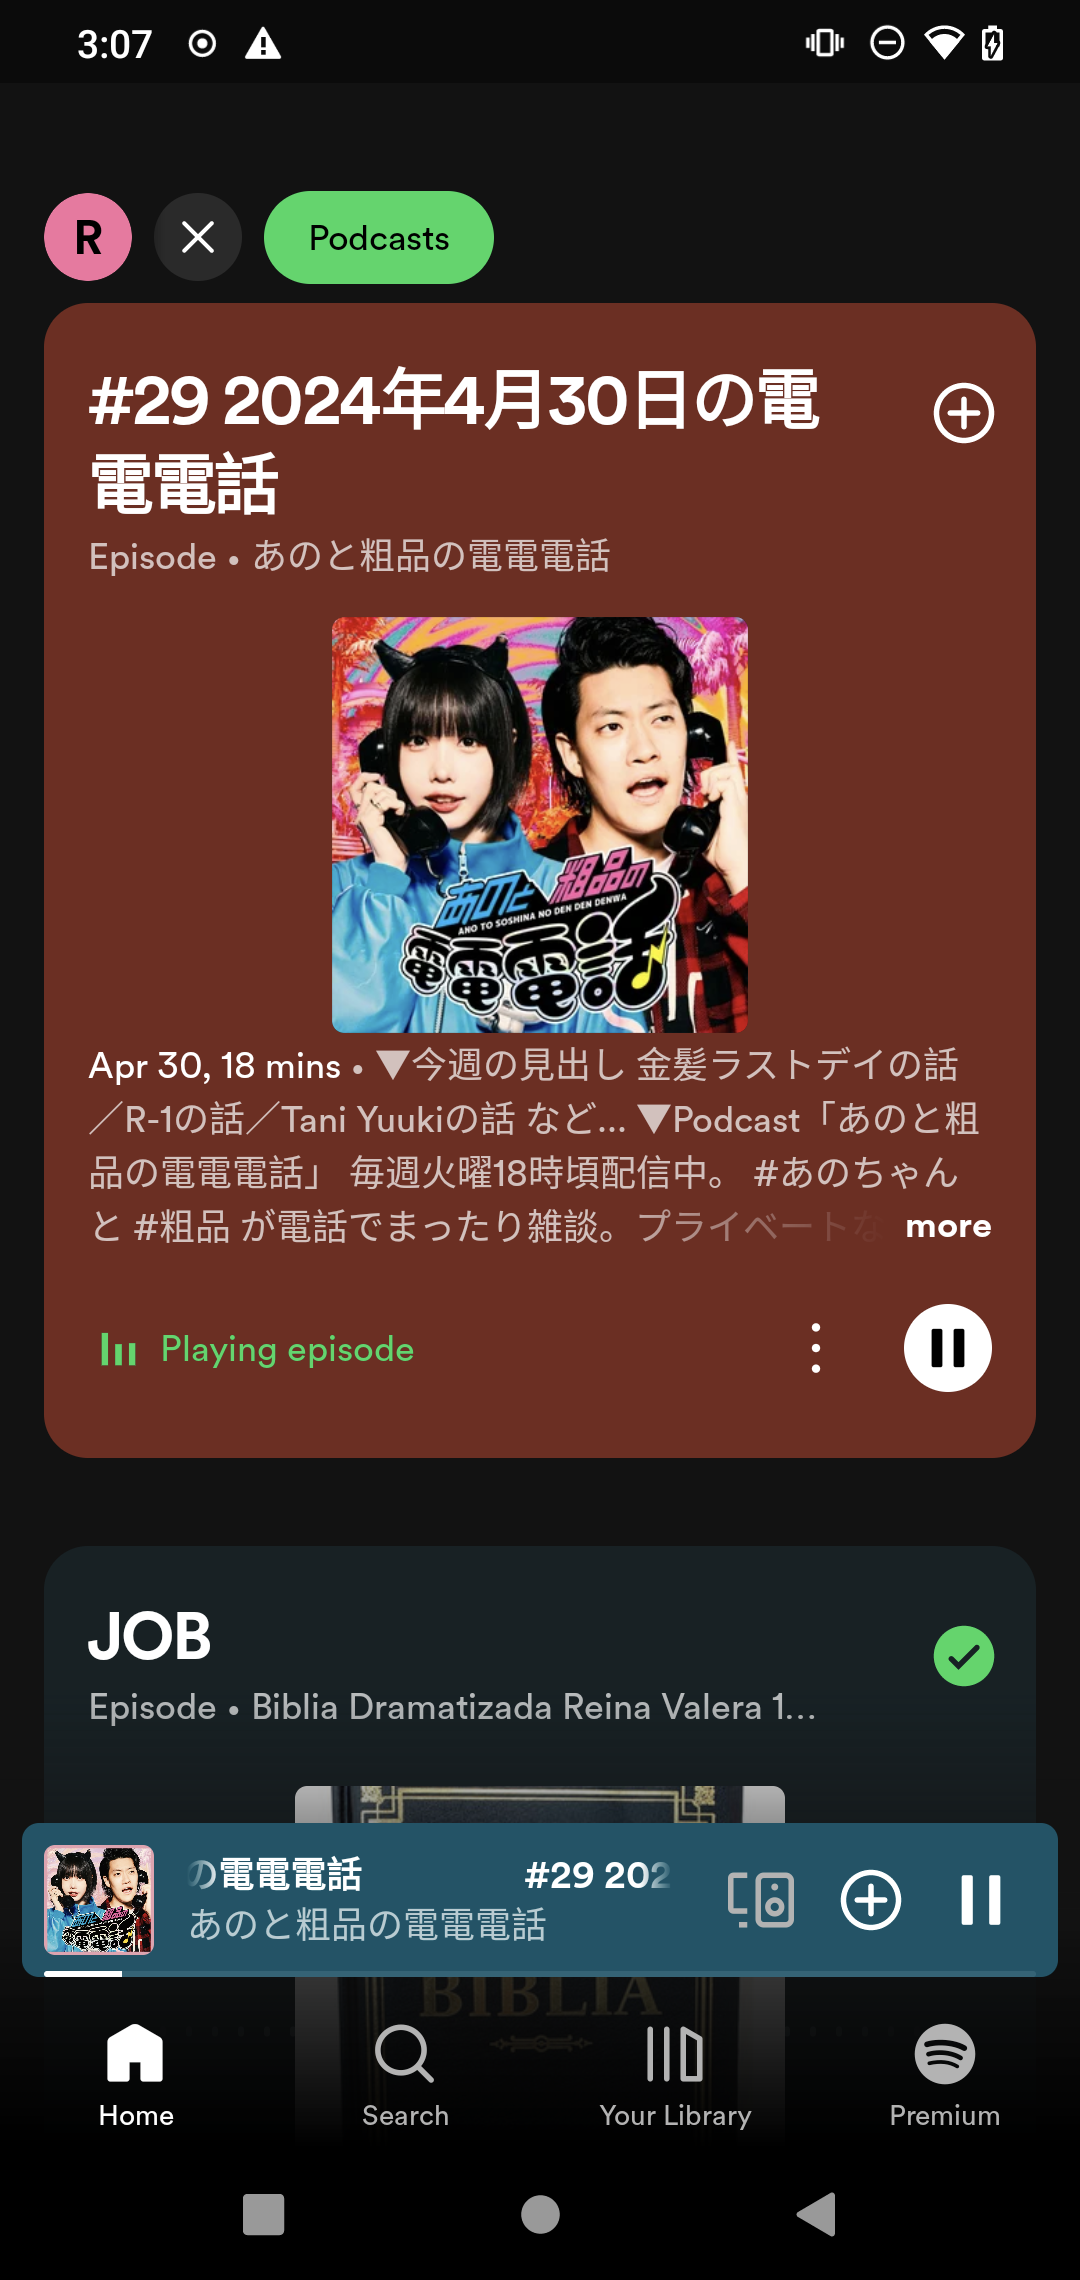 3:07
R
Podcasts
#29 2024年4月30日の電
電電話
Episode • あのと粗品の電電電話
あのと 粗品の
ANO TO SOSHINA NO DEN DEN DENWA
電電電話
Apr 30, 18 mins • ▼今週の見出し 金髪ラストデイの話
／R-1の話／Tani Yuukiの話 など... ▼Podcast「あのと粗
品の電電電話」 毎週火曜18時頃配信中。 #あのちゃん
と #粗品 が電話でまったり雑談。プライベートな more
Playing episode
JOB
Episode • Biblia Dramatizada Reina Valera 1...
の電電電話 #29 202
あのと粗品の電電電話
電電電話
BIBLIA
Home
Search
Your Library
Premium